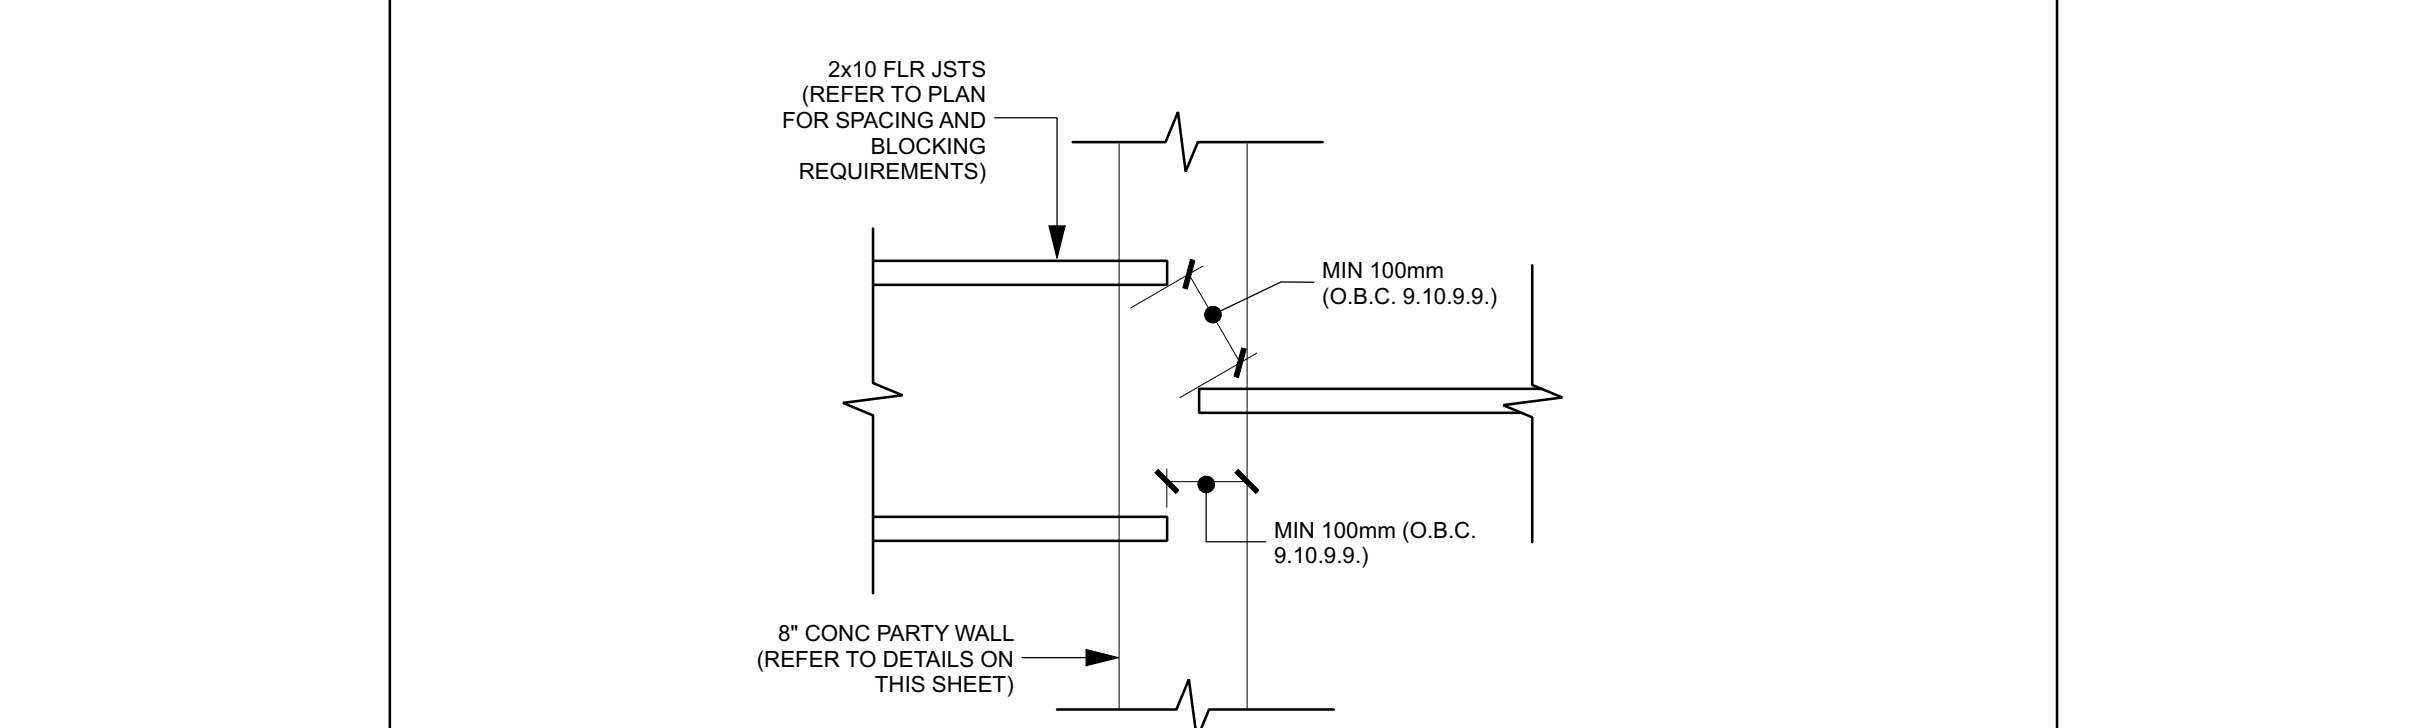 2x10 FLR JSTS
(REFER TO PLAN
FOR SPACING AND
BLOCKING
REQUIREMENTS)
MIN 100mm
(O.B.C. 9.10.9.9.)
MIN 100mm (O.B.C.
9.10.9.9.)
8" CONC PARTY WALL
(REFER TO DETAILS ON
THIS SHEET)